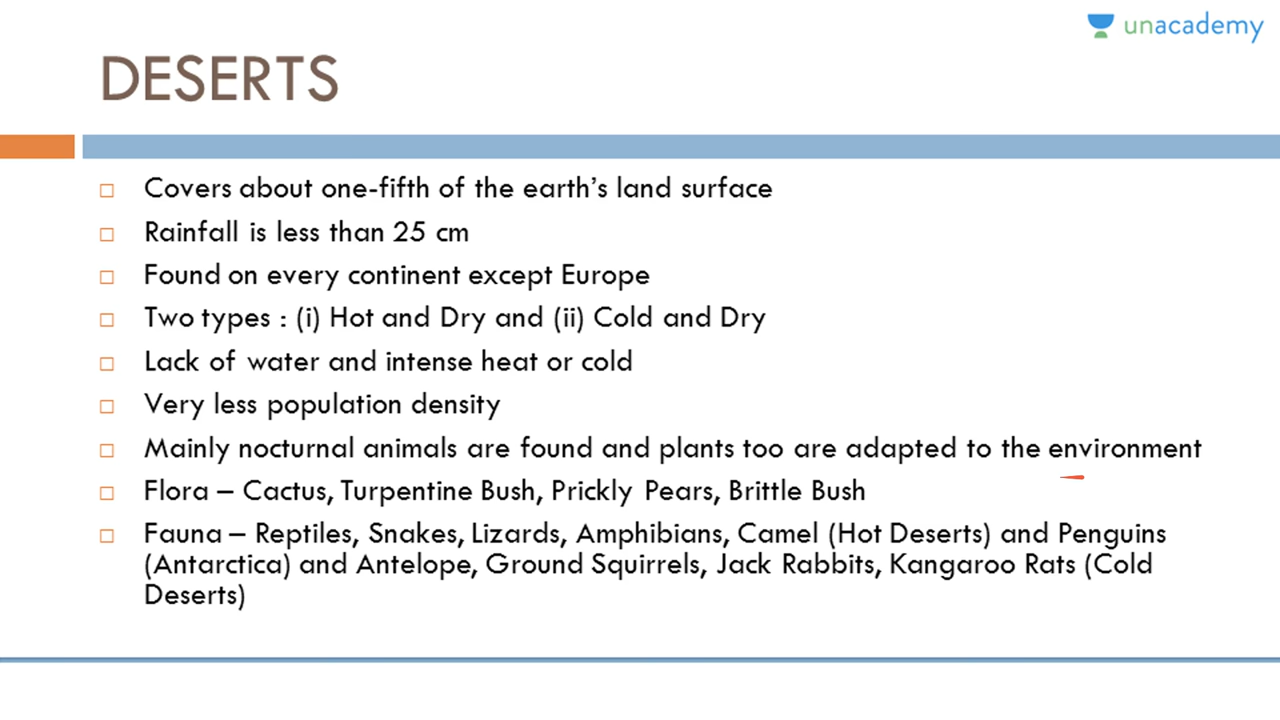 unacademy
DESERTS
Covers about one-fifth of the earth's land surface
Rainfall is less than 25 cm
Found on every continent except Europe
Two types : (i) Hot and Dry and (ii) Cold and Dry
Lack of water and intense heat or cold
Very less population density
Mainly nocturnal animals are found and plants too are adapted to the environment
Flora – Cactus, Turpentine Bush, Prickly Pears, Brittle Bush
Fauna – Reptiles, Snakes, Lizards, Amphibians, Camel (Hot Deserts) and Penguins
(Antarctica) and Antelope, Ground Squirrels, Jack Rabbits, Kangaroo Rats (Cold
Deserts)